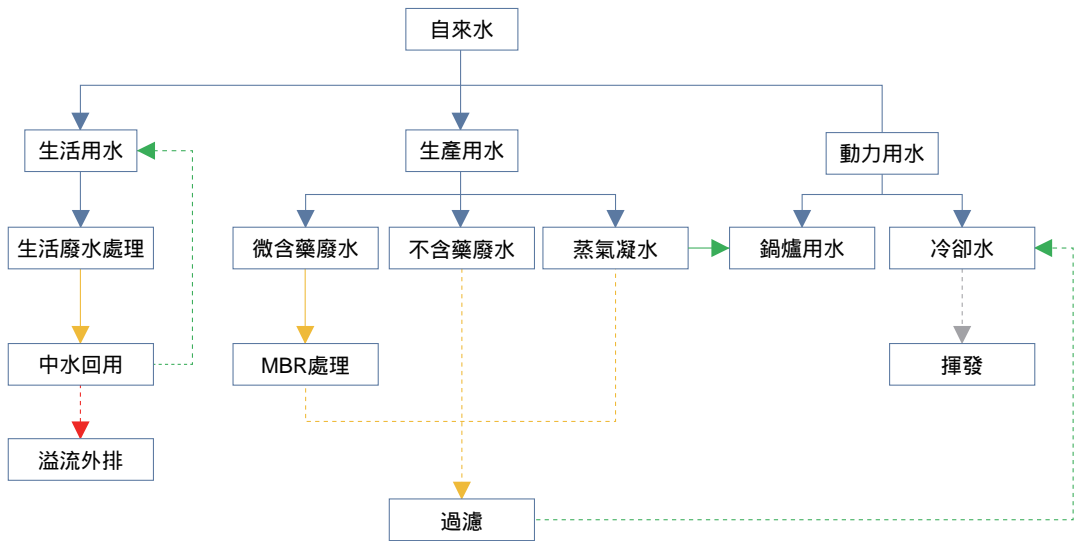 自來水
生活用水
生產用水
動力用水
生活廢水處理
微含藥廢水
不含藥廢水
蒸氣凝水
鍋爐用水
冷卻水
中水回用
MBR處理
揮發
溢流外排
過濾